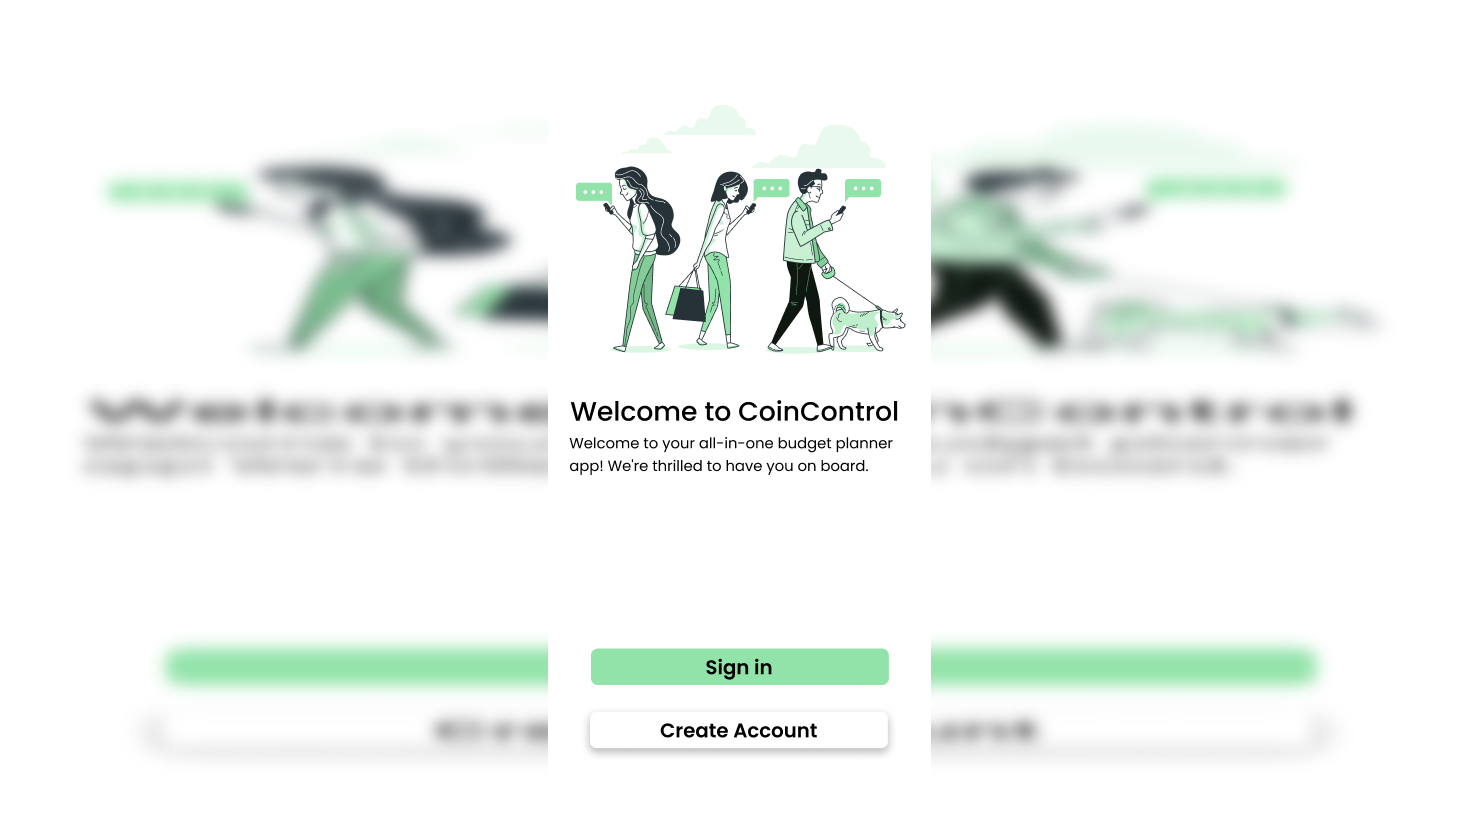 Welcome to CoinControl
Welcome to your all-in-one budget planner
app! We're thrilled to have you on board.
Sign in
Create Account